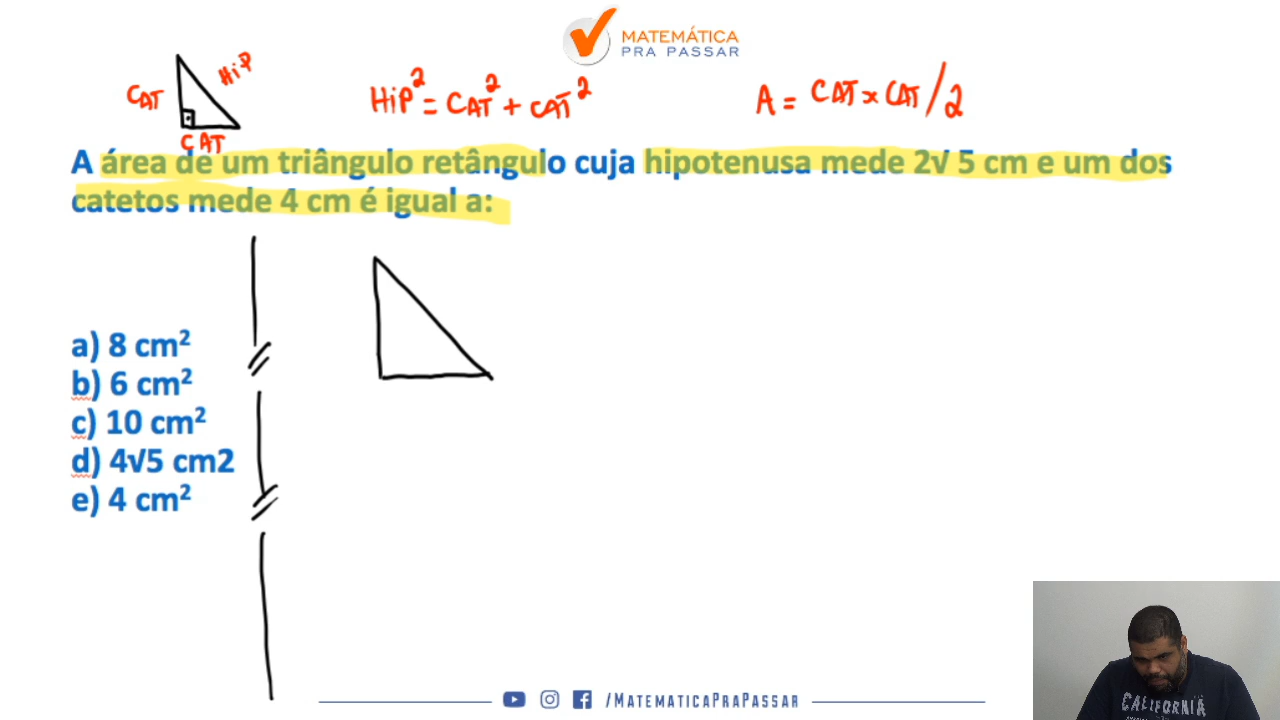 MATEMÁTICA
PRA PASSAR
CAT
HiP
CAT
HiP² = CAT² + CAT²
A = CAT x CAT / 2
A área de um triângulo retângulo cuja hipotenusa mede 2√ 5 cm e um dos
catetos mede 4 cm é igual a:
a) 8 cm²
b) 6 cm²
c) 10 cm²
d) 4√5 cm2
e) 4 cm²
/MATEMATICAPRAPASSAR
CALIFORNIA